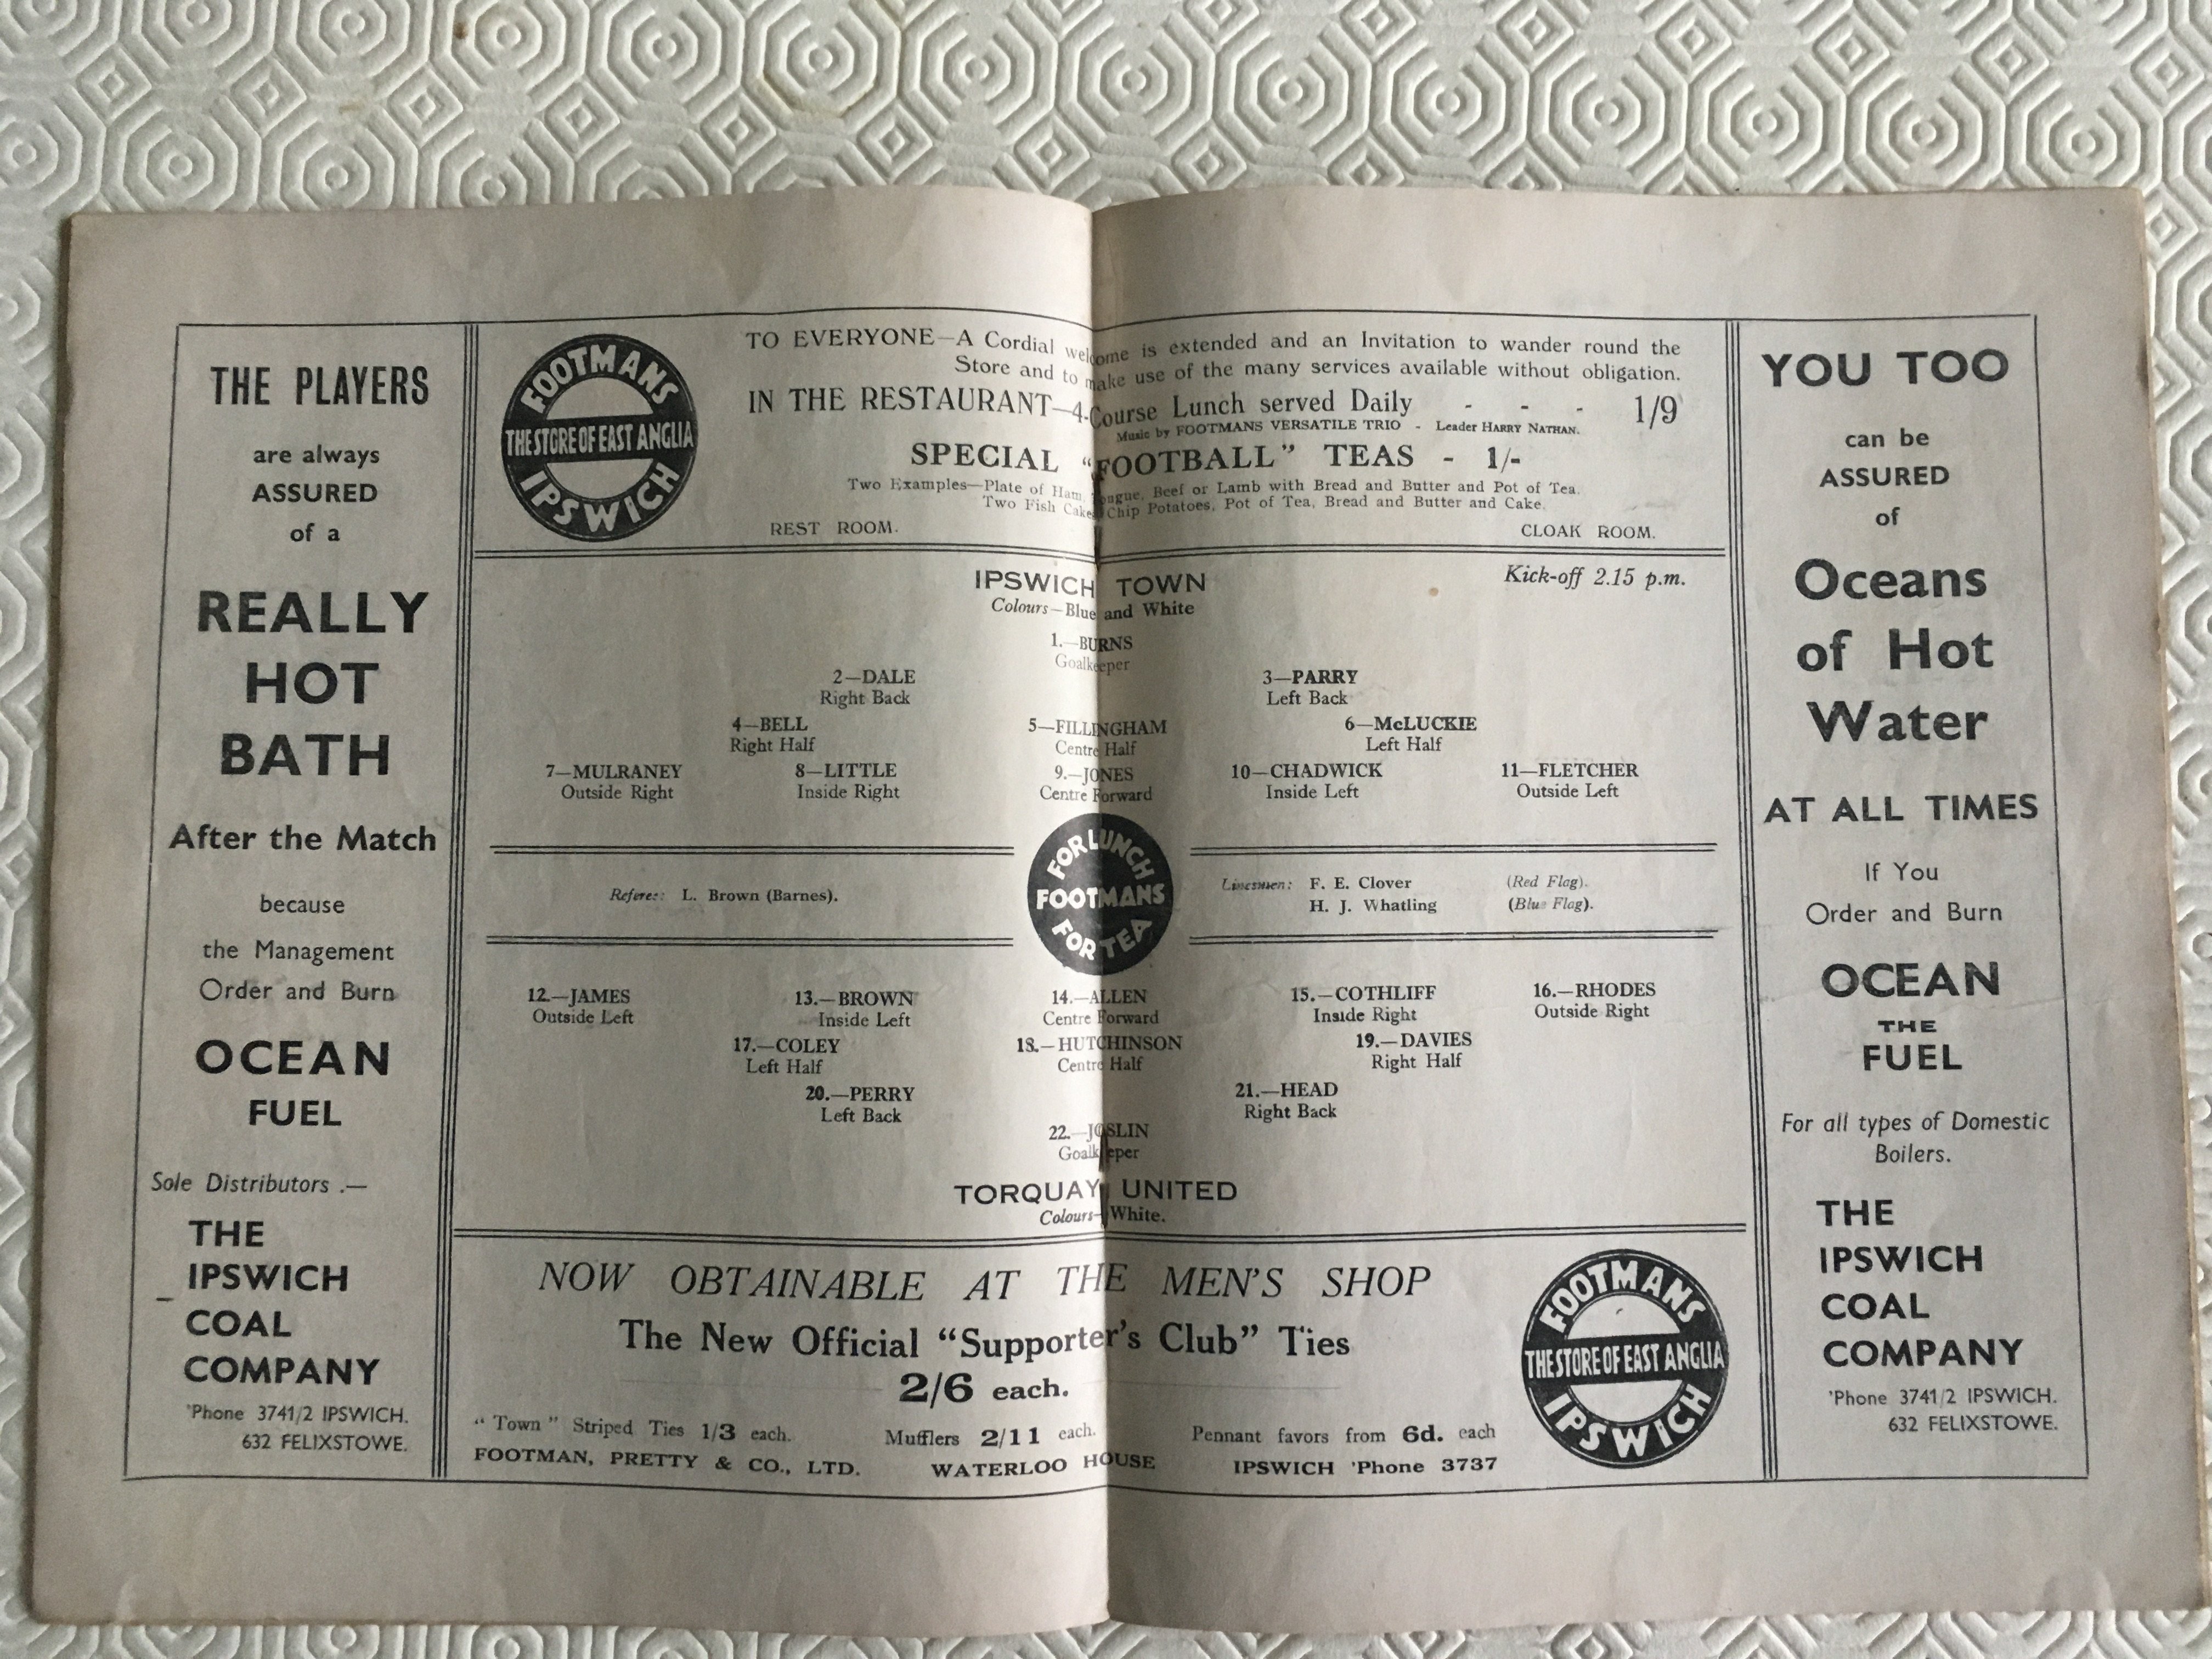 THE PLAYERS
are always
ASSURED
of a
REALLY
HOT
BATH
After the Match
because
the Management
Order and Burn
OCEAN
FUEL
Sole Distributors :—
THE
IPSWICH
COAL
COMPANY
'Phone 3741/2 IPSWICH.
632 FELIXSTOWE.
FOOTMANS
THE STORE OF EAST ANGLIA
IPSWICH
TO EVERYONE—A Cordial welcome is extended and an Invitation to wander round the
Store and to make use of the many services available without obligation.
IN THE RESTAURANT—4-Course Lunch served Daily - - - 1/9
Music by FOOTMANS VERSATILE TRIO - Leader HARRY NATHAN.
SPECIAL "FOOTBALL" TEAS - 1/-
Two Examples—Plate of Ham, Tongue, Beef or Lamb with Bread and Butter and Pot of Tea.
Two Fish Cakes, Chip Potatoes, Pot of Tea, Bread and Butter and Cake.
REST ROOM. CLOAK ROOM.
IPSWICH TOWN Kick-off 2.15 p.m.
Colours—Blue and White
1.—BURNS
Goalkeeper
2—DALE 3—PARRY
Right Back Left Back
4—BELL 5—FILLINGHAM 6—McLUCKIE
Right Half Centre Half Left Half
7—MULRANEY 8—LITTLE 9.—JONES 10—CHADWICK 11—FLETCHER
Outside Right Inside Right Centre Forward Inside Left Outside Left
FOR LUNCH
FOOTMANS
FOR TEA
Referee: L. Brown (Barnes). Linesmen: F. E. Clover (Red Flag).
H. J. Whatling (Blue Flag).
12.—JAMES 13.—BROWN 14.—ALLEN 15.—COTHLIFF 16.—RHODES
Outside Left Inside Left Centre Forward Inside Right Outside Right
17.—COLEY 18.—HUTCHINSON 19.—DAVIES
Left Half Centre Half Right Half
20.—PERRY 21.—HEAD
Left Back Right Back
22.—JOSLIN
Goalkeeper
TORQUAY UNITED
Colours—White.
NOW OBTAINABLE AT THE MEN'S SHOP
The New Official "Supporter's Club" Ties
2/6 each.
"Town" Striped Ties 1/3 each. Mufflers 2/11 each. Pennant favors from 6d. each
FOOTMAN, PRETTY & CO., LTD. WATERLOO HOUSE IPSWICH 'Phone 3737
FOOTMANS
THE STORE OF EAST ANGLIA
IPSWICH
YOU TOO
can be
ASSURED
of
Oceans
of Hot
Water
AT ALL TIMES
If You
Order and Burn
OCEAN
THE
FUEL
For all types of Domestic
Boilers.
THE
IPSWICH
COAL
COMPANY
'Phone 3741/2 IPSWICH.
632 FELIXSTOWE.